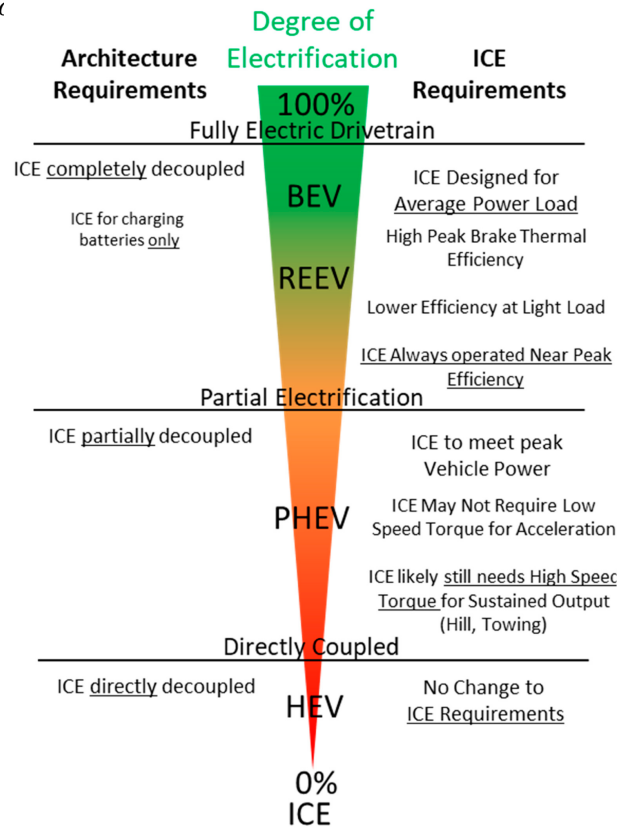 Degree of
Electrification
Architecture
Requirements
ICE
Requirements
100%
Fully Electric Drivetrain
ICE completely decoupled
ICE for charging
batteries only
BEV
REEV
ICE Designed for
Average Power Load
High Peak Brake Thermal
Efficiency
Lower Efficiency at Light Load
ICE Always operated Near Peak
Efficiency
Partial Electrification
ICE partially decoupled
PHEV
ICE to meet peak
Vehicle Power
ICE May Not Require Low
Speed Torque for Acceleration
ICE likely still needs High Speed
Torque for Sustained Output
(Hill, Towing)
Directly Coupled
ICE directly decoupled
HEV
No Change to
ICE Requirements
0%
ICE